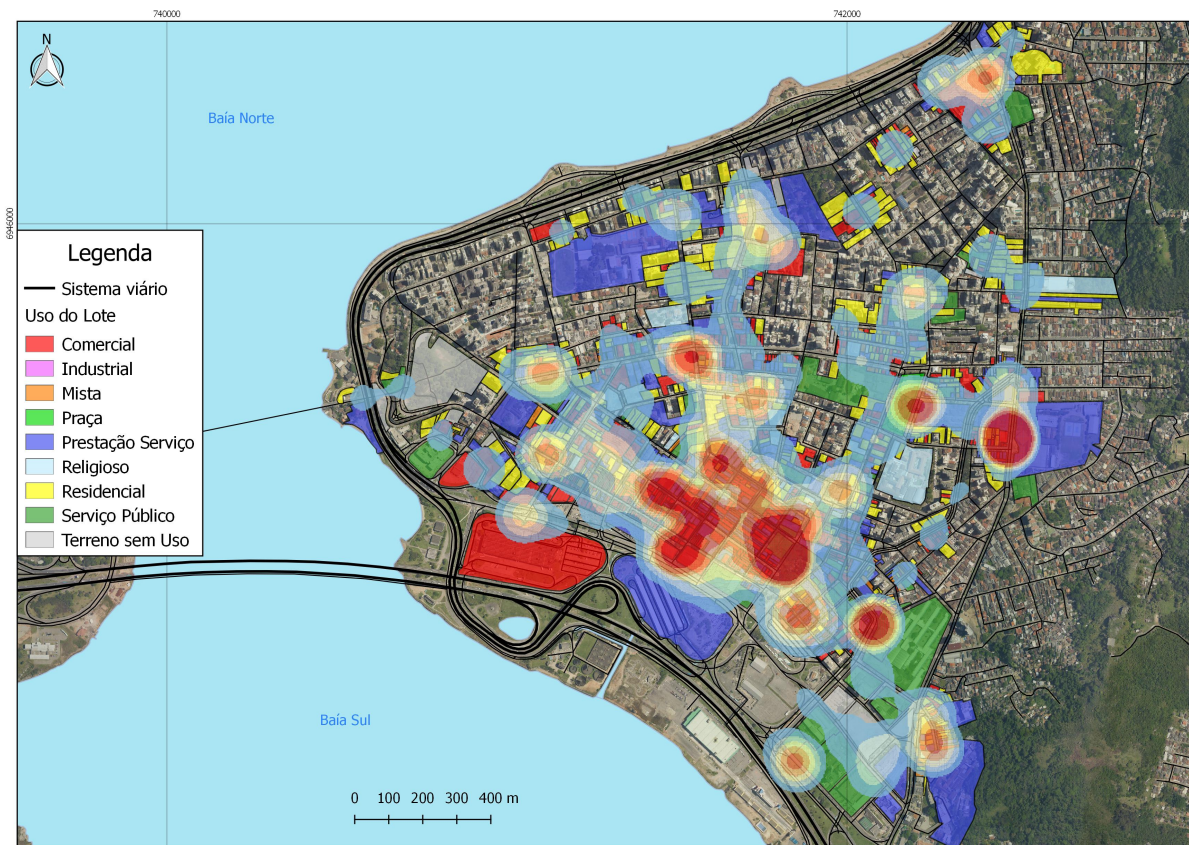 740000
742000
N
Baía Norte
6946000
Legenda
Sistema viário
Uso do Lote
Comercial
Industrial
Mista
Praça
Prestação Serviço
Religioso
Residencial
Serviço Público
Terreno sem Uso
Baía Sul
0 100 200 300 400 m